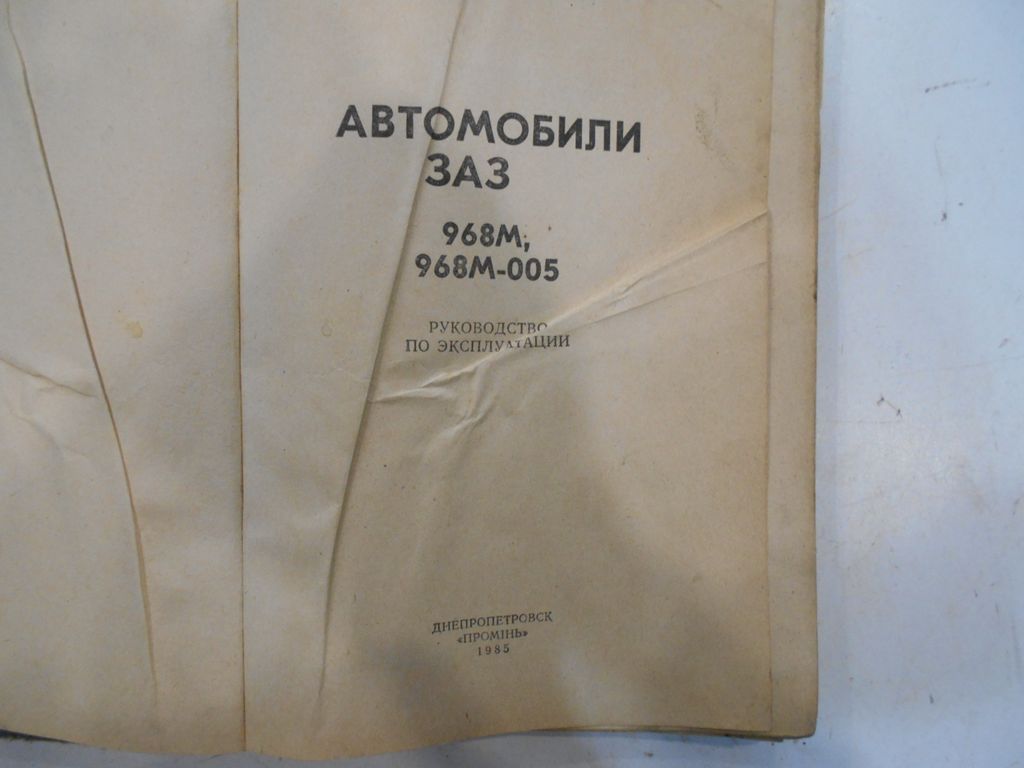 АВТОМОБИЛИ
ЗАЗ
968М,
968М-005
РУКОВОДСТВО
ПО ЭКСПЛУАТАЦИИ
ДНЕПРОПЕТРОВСК
«ПРОМІНЬ»
1985